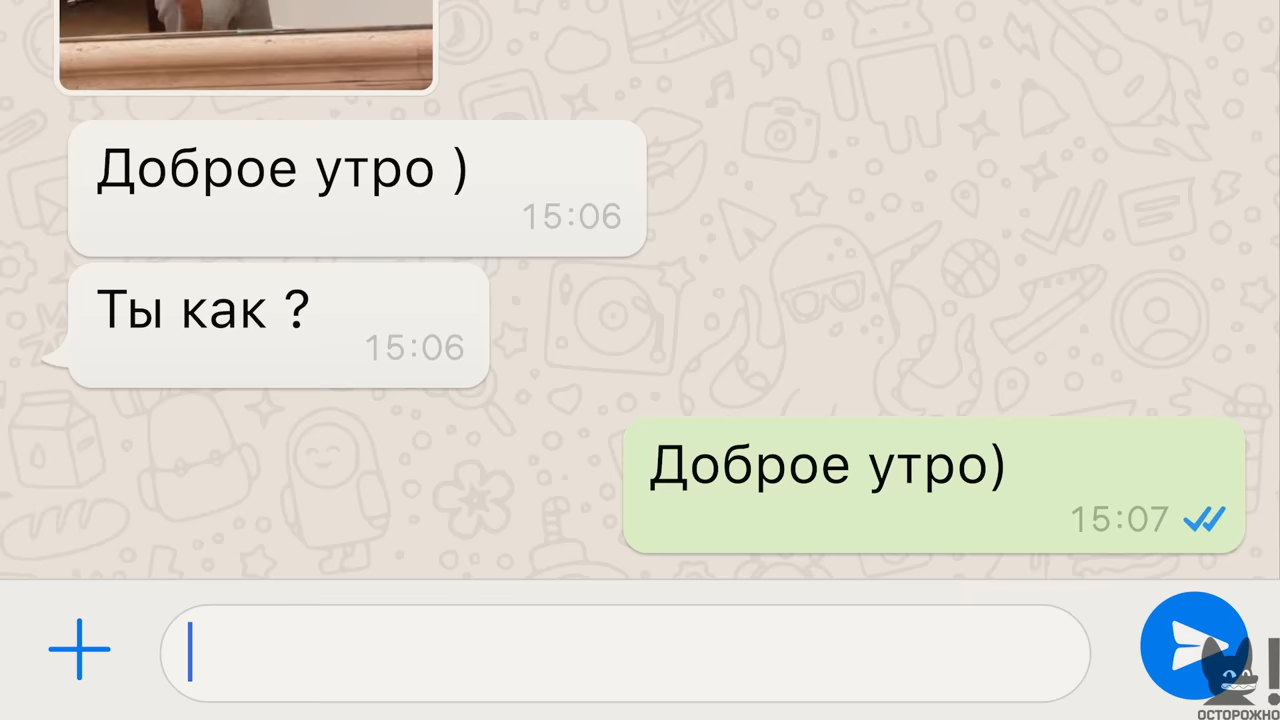 Доброе утро )
15:06
Ты как ?
15:06
Доброе утро)
15:07
!
ОСТОРОЖНО